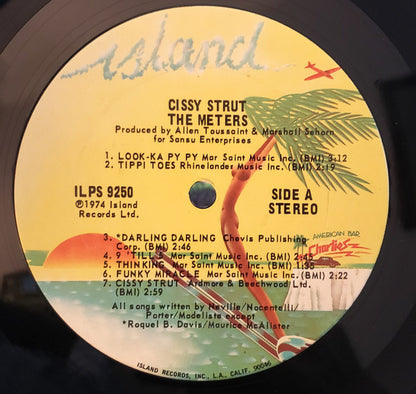 island
CISSY STRUT
THE METERS
Produced by Allen Toussaint & Marshall Sehorn
for Sansu Enterprises
1. LOOK-KA PY PY Mar Saint Music Inc. (BMI) 3:12
2. TIPPI TOES Rhinelander Music Inc. (BMI) 2:19
ILPS 9250
℗1974 Island
Records Ltd.
SIDE A
STEREO
3. *DARLING DARLING Chevis Publishing
Corp. (BMI) 2:46
4. 9 'TILL 5 Mar Saint Music Inc. (BMI) 2:45
5. THINKING Mar Saint Music Inc. (BMI) 1:38
6. FUNKY MIRACLE Mar Saint Music Inc. (BMI) 2:22
7. CISSY STRUT Ardmore & Beechwood Ltd.
(BMI) 2:59
AMERICAN BAR
Charlies
All songs written by Neville/Nocentelli/
Porter/Modeliste except
*Roquel B. Davis/Maurice McAlister
ISLAND RECORDS, INC., L.A., CALIF. 90046